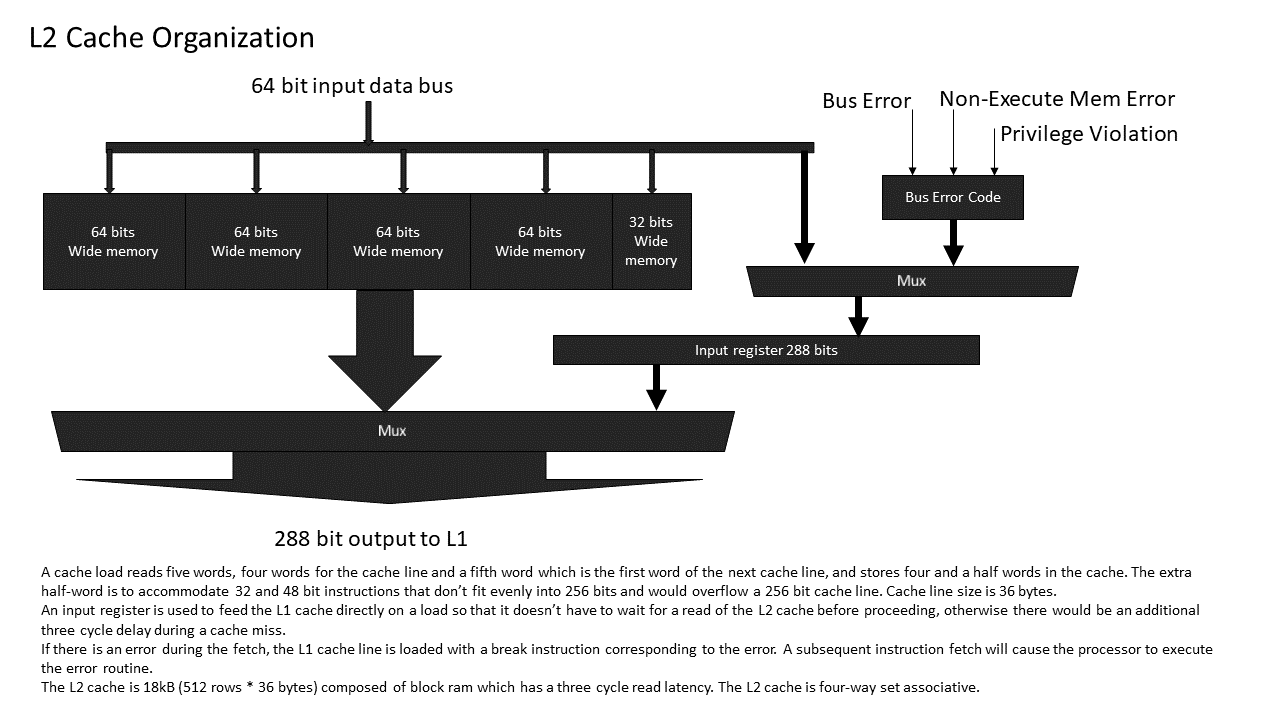 L2 Cache Organization
64 bit input data bus
Bus Error
Non-Execute Mem Error
Privilege Violation
Bus Error Code
64 bits
Wide memory
64 bits
Wide memory
64 bits
Wide memory
64 bits
Wide memory
32 bits
Wide
memory
Mux
Input register 288 bits
Mux
288 bit output to L1
A cache load reads five words, four words for the cache line and a fifth word which is the first word of the next cache line, and stores four and a half words in the cache. The extra
half-word is to accommodate 32 and 48 bit instructions that don't fit evenly into 256 bits and would overflow a 256 bit cache line. Cache line size is 36 bytes.
An input register is used to feed the L1 cache directly on a load so that it doesn't have to wait for a read of the L2 cache before proceeding, otherwise there would be an additional
three cycle delay during a cache miss.
If there is an error during the fetch, the L1 cache line is loaded with a break instruction corresponding to the error. A subsequent instruction fetch will cause the processor to execute
the error routine.
The L2 cache is 18kB (512 rows * 36 bytes) composed of block ram which has a three cycle read latency. The L2 cache is four-way set associative.